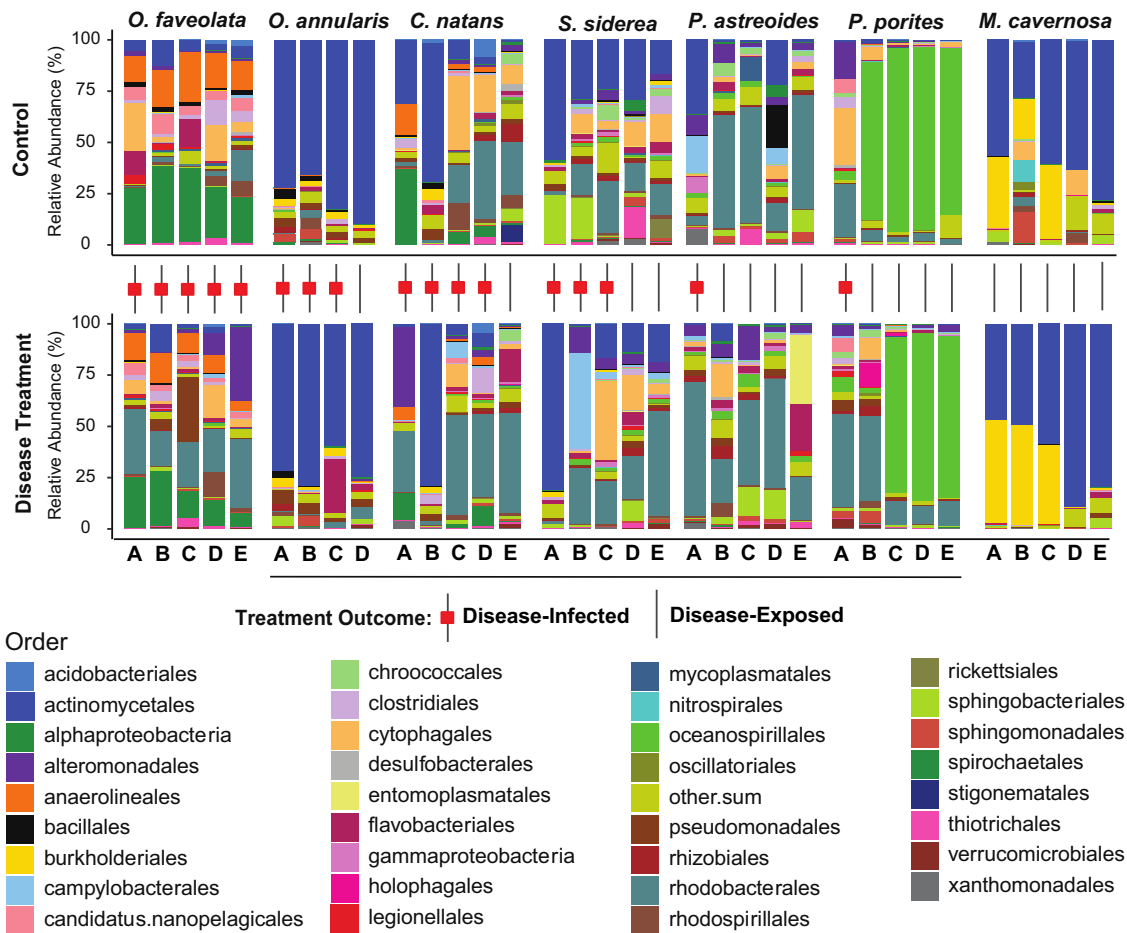 O. faveolata O. annularis C. natans S. siderea P. astreoides P. porites M. cavernosa
Control
Relative Abundance (%)
100
75
50
25
0
Disease Treatment
Relative Abundance (%)
100
75
50
25
0
A B C D E A B C D A B C D E A B C D E A B C D E A B C D E A B C D E
Treatment Outcome: Disease-Infected Disease-Exposed
Order
acidobacteriales
actinomycetales
alphaproteobacteria
alteromonadales
anaerolineales
bacillales
burkholderiales
campylobacterales
candidatus.nanopelagicales
chroococcales
clostridiales
cytophagales
desulfobacterales
entomoplasmatales
flavobacteriales
gammaproteobacteria
holophagales
legionellales
mycoplasmatales
nitrospirales
oceanospirillales
oscillatoriales
other.sum
pseudomonadales
rhizobiales
rhodobacterales
rhodospirillales
rickettsiales
sphingobacteriales
sphingomonadales
spirochaetales
stigonematales
thiotrichales
verrucomicrobiales
xanthomonadales